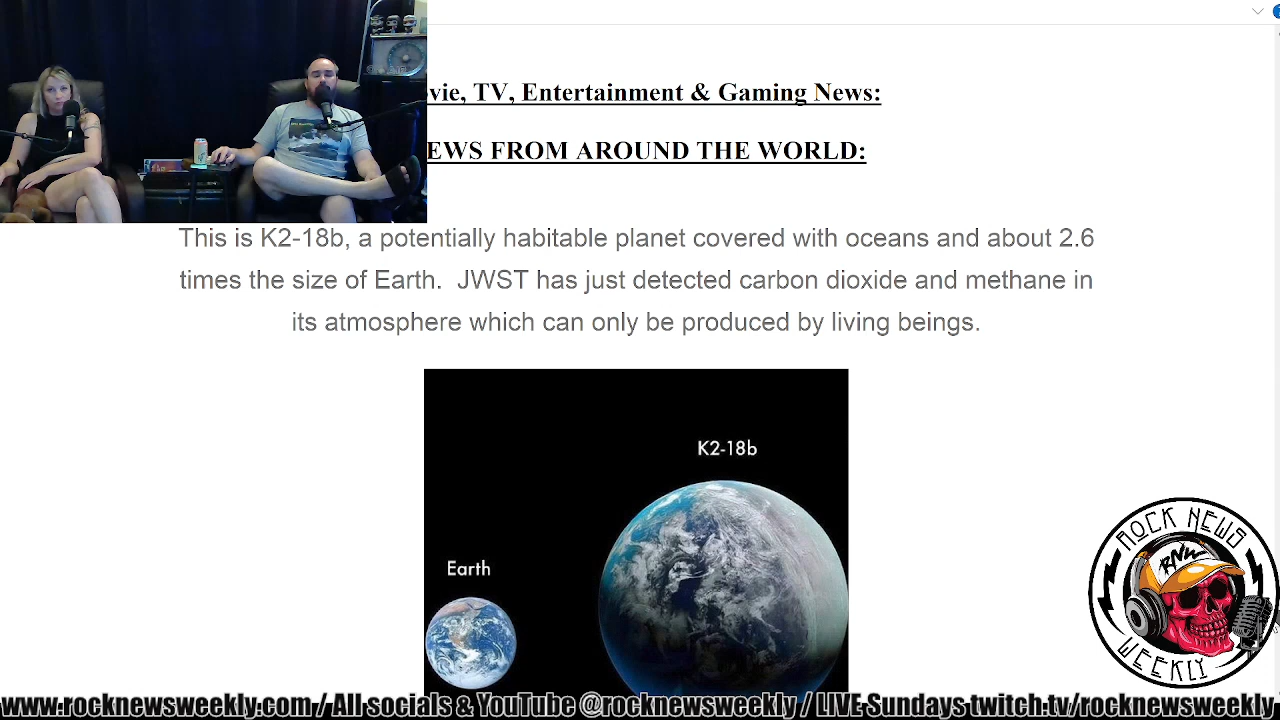 vie, TV, Entertainment & Gaming News:
EWS FROM AROUND THE WORLD:
This is K2-18b, a potentially habitable planet covered with oceans and about 2.6
times the size of Earth. JWST has just detected carbon dioxide and methane in
its atmosphere which can only be produced by living beings.
K2-18b
Earth
ROCK NEWS
RNW
WEEKLY
www.rocknewsweekly.com / All socials & YouTube @rocknewsweekly / LIVE Sundays twitch.tv/rocknewsweekly